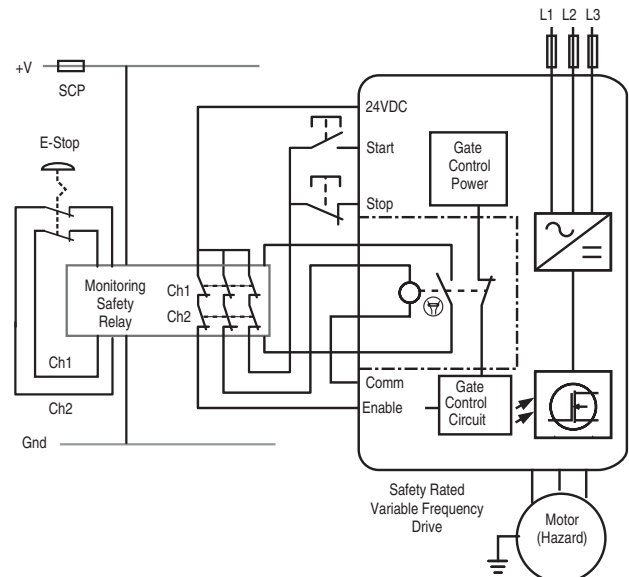 L1 L2 L3
+V
SCP
24VDC
E-Stop
Start
Gate
Control
Power
Stop
Monitoring
Safety
Relay
Ch1
Ch2
Ch1
Ch2
Comm
Enable
Gate
Control
Circuit
Gnd
Safety Rated
Variable Frequency
Drive
Motor
(Hazard)